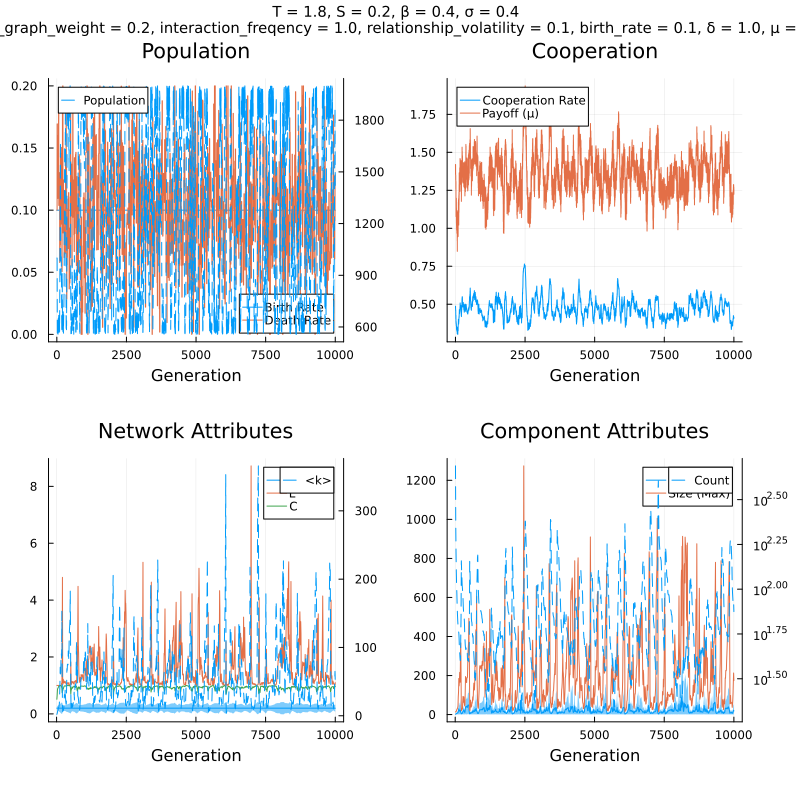 T = 1.8, S = 0.2, β = 0.4, σ = 0.4
_graph_weight = 0.2, interaction_freqency = 1.0, relationship_volatility = 0.1, birth_rate = 0.1, δ = 1.0, μ =
Population
Cooperation
0.20
0.15
0.10
0.05
0.00
Population
Birth Rate
Death Rate
1800
1500
1200
900
600
0 2500 5000 7500 10000
Generation
1.75
1.50
1.25
1.00
0.75
0.50
Cooperation Rate
Payoff (μ)
0 2500 5000 7500 10000
Generation
Network Attributes
Component Attributes
8
6
4
2
0
<k>
L
C
300
200
100
0
0 2500 5000 7500 10000
Generation
1200
1000
800
600
400
200
0
Count
Size (Max)
10^2.50
10^2.25
10^2.00
10^1.75
10^1.50
0 2500 5000 7500 10000
Generation